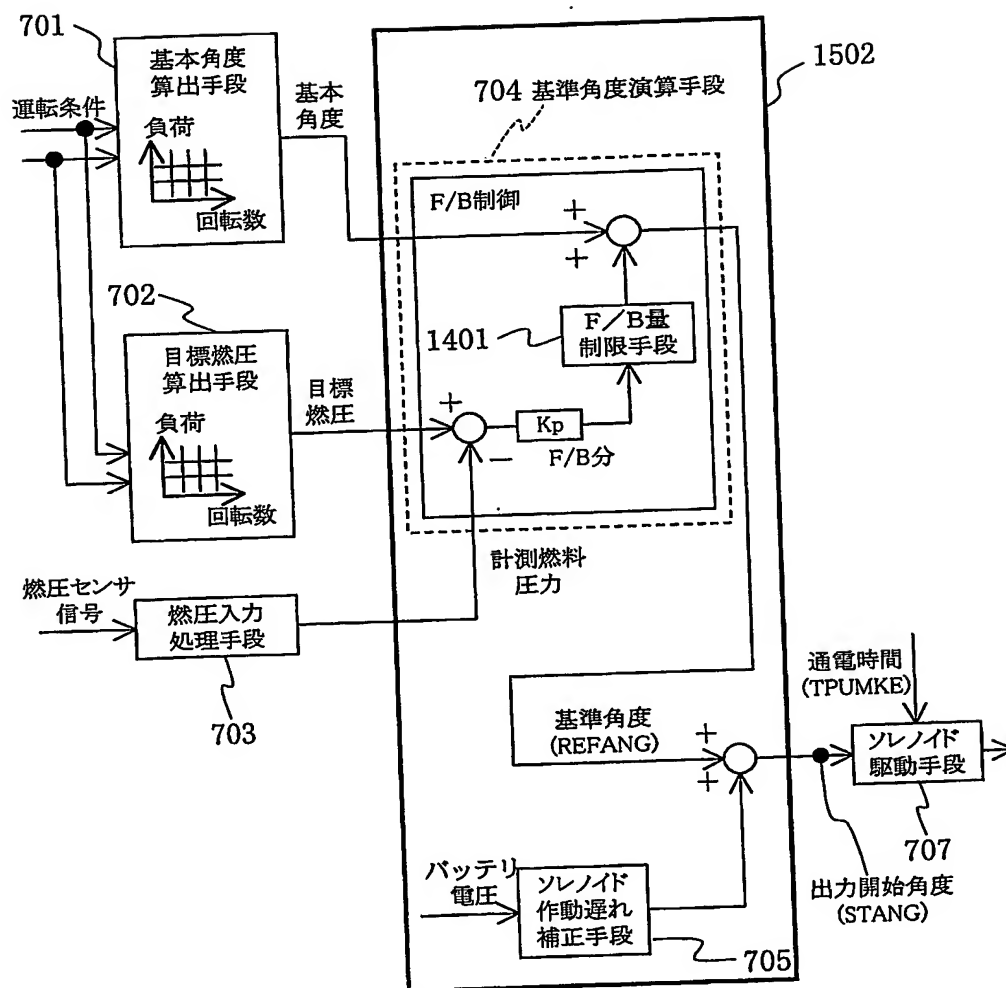 701
基本角度
算出手段
運転条件
負荷
回転数
基本
角度
1502
704 基準角度演算手段
F/B制御
+
+
F／B量
制限手段
1401
702
目標燃圧
算出手段
負荷
回転数
目標
燃圧
+
−
Kp
F/B分
計測燃料
圧力
燃圧センサ
信号
燃圧入力
処理手段
703
通電時間
(TPUMKE)
基準角度
(REFANG)
+
+
ソレノイド
駆動手段
707
出力開始角度
(STANG)
バッテリ
電圧
ソレノイド
作動遅れ
補正手段
705